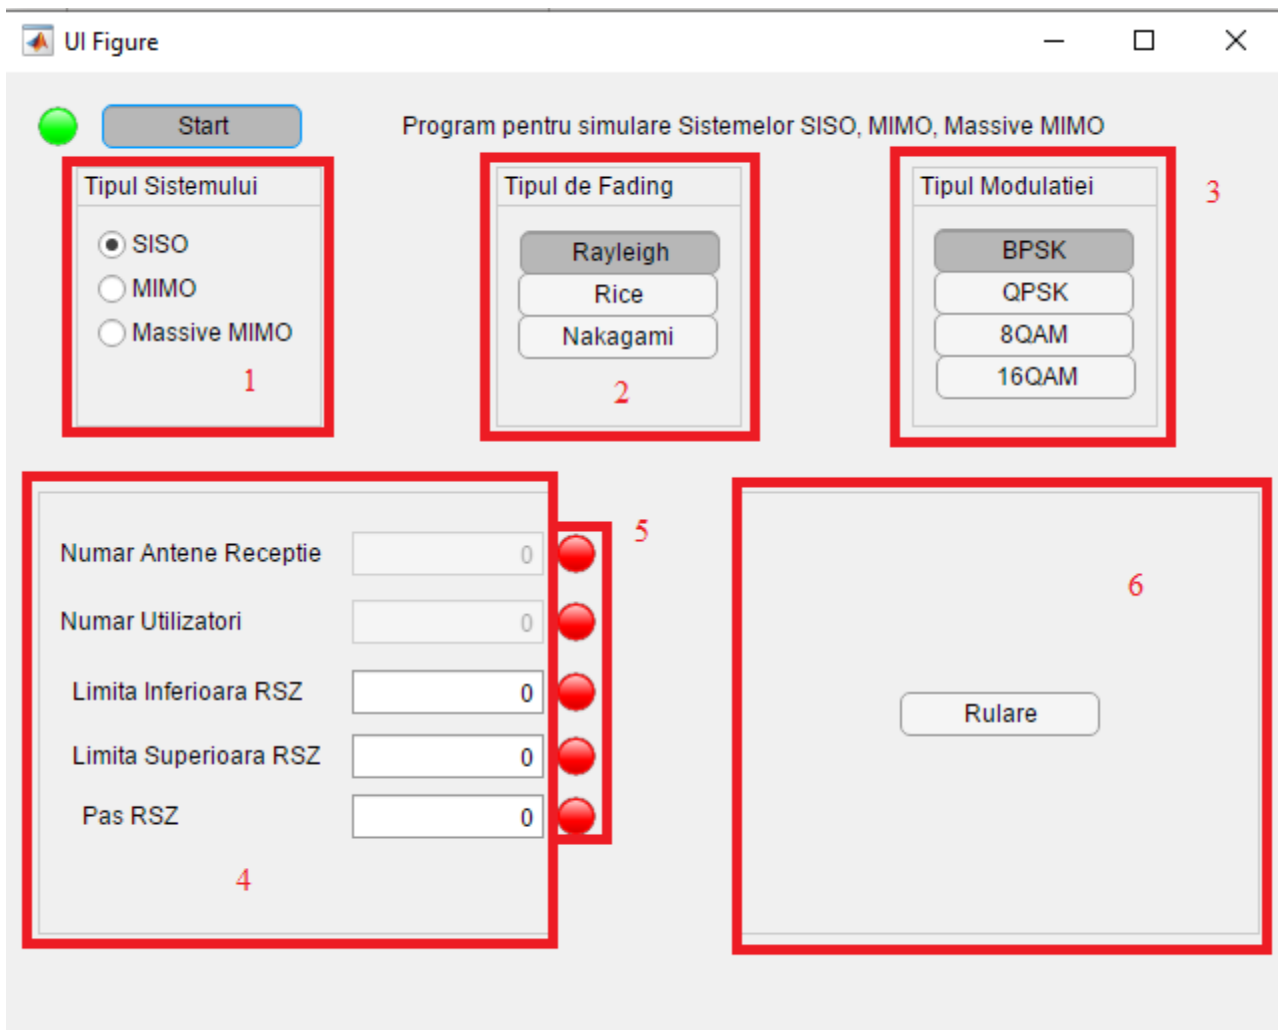 UI Figure
Start
Program pentru simulare Sistemelor SISO, MIMO, Massive MIMO
Tipul Sistemului
SISO
MIMO
Massive MIMO
1
Tipul de Fading
Rayleigh
Rice
Nakagami
2
Tipul Modulatiei
BPSK
QPSK
8QAM
16QAM
3
Numar Antene Receptie 0
Numar Utilizatori 0
Limita Inferioara RSZ 0
Limita Superioara RSZ 0
Pas RSZ 0
4
5
6
Rulare